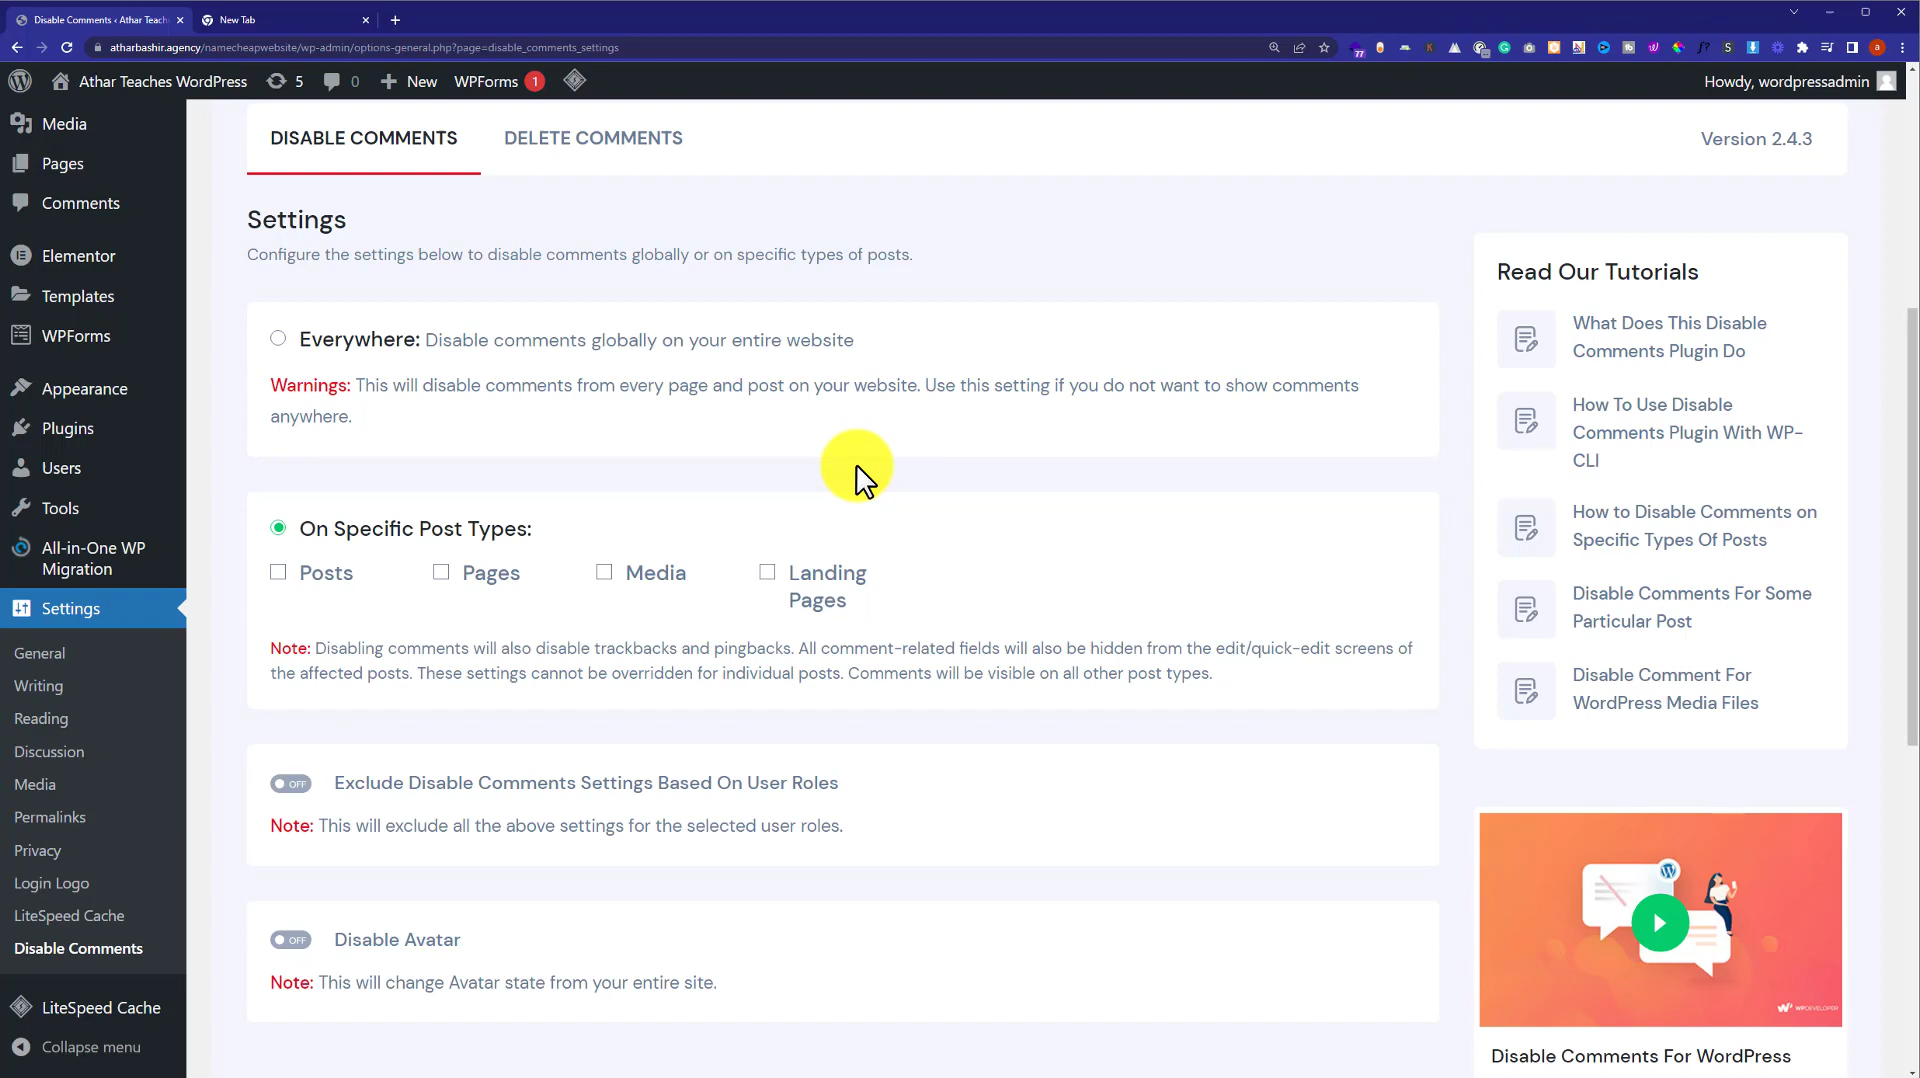 Disable Comments ‹ Athar Teach
New Tab
atharbashir.agency/namecheapwebsite/wp-admin/options-general.php?page=disable_comments_settings
77
Athar Teaches WordPress
5
0
New
WPForms
1
Howdy, wordpressadmin
Media
Pages
Comments
Elementor
Templates
WPForms
Appearance
Plugins
Users
Tools
All-in-One WP
Migration
Settings
General
Writing
Reading
Discussion
Media
Permalinks
Privacy
Login Logo
LiteSpeed Cache
Disable Comments
LiteSpeed Cache
Collapse menu
DISABLE COMMENTS
DELETE COMMENTS
Version 2.4.3
Settings
Configure the settings below to disable comments globally or on specific types of posts.
Everywhere: Disable comments globally on your entire website
Warnings: This will disable comments from every page and post on your website. Use this setting if you do not want to show comments
anywhere.
On Specific Post Types:
Posts
Pages
Media
Landing
Pages
Note: Disabling comments will also disable trackbacks and pingbacks. All comment-related fields will also be hidden from the edit/quick-edit screens of
the affected posts. These settings cannot be overridden for individual posts. Comments will be visible on all other post types.
OFF
Exclude Disable Comments Settings Based On User Roles
Note: This will exclude all the above settings for the selected user roles.
OFF
Disable Avatar
Note: This will change Avatar state from your entire site.
Read Our Tutorials
What Does This Disable
Comments Plugin Do
How To Use Disable
Comments Plugin With WP-
CLI
How to Disable Comments on
Specific Types Of Posts
Disable Comments For Some
Particular Post
Disable Comment For
WordPress Media Files
WPDEVELOPER
Disable Comments For WordPress